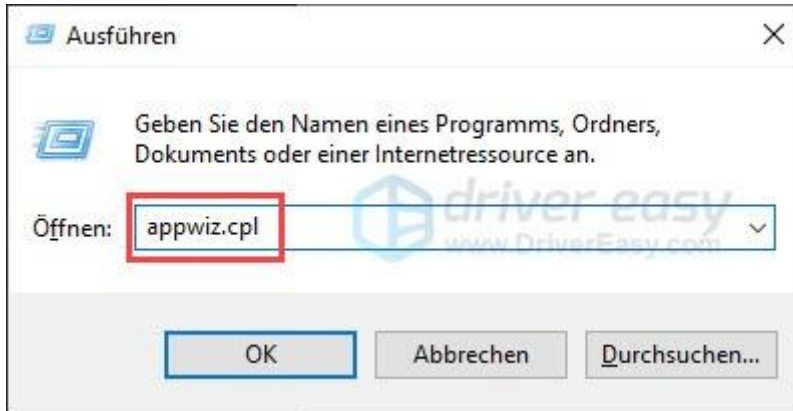 Ausführen
Geben Sie den Namen eines Programms, Ordners,
Dokuments oder einer Internetressource an.
driver easy
Öffnen: appwiz.cpl
www.DriverEasy.com
OK Abbrechen Durchsuchen...